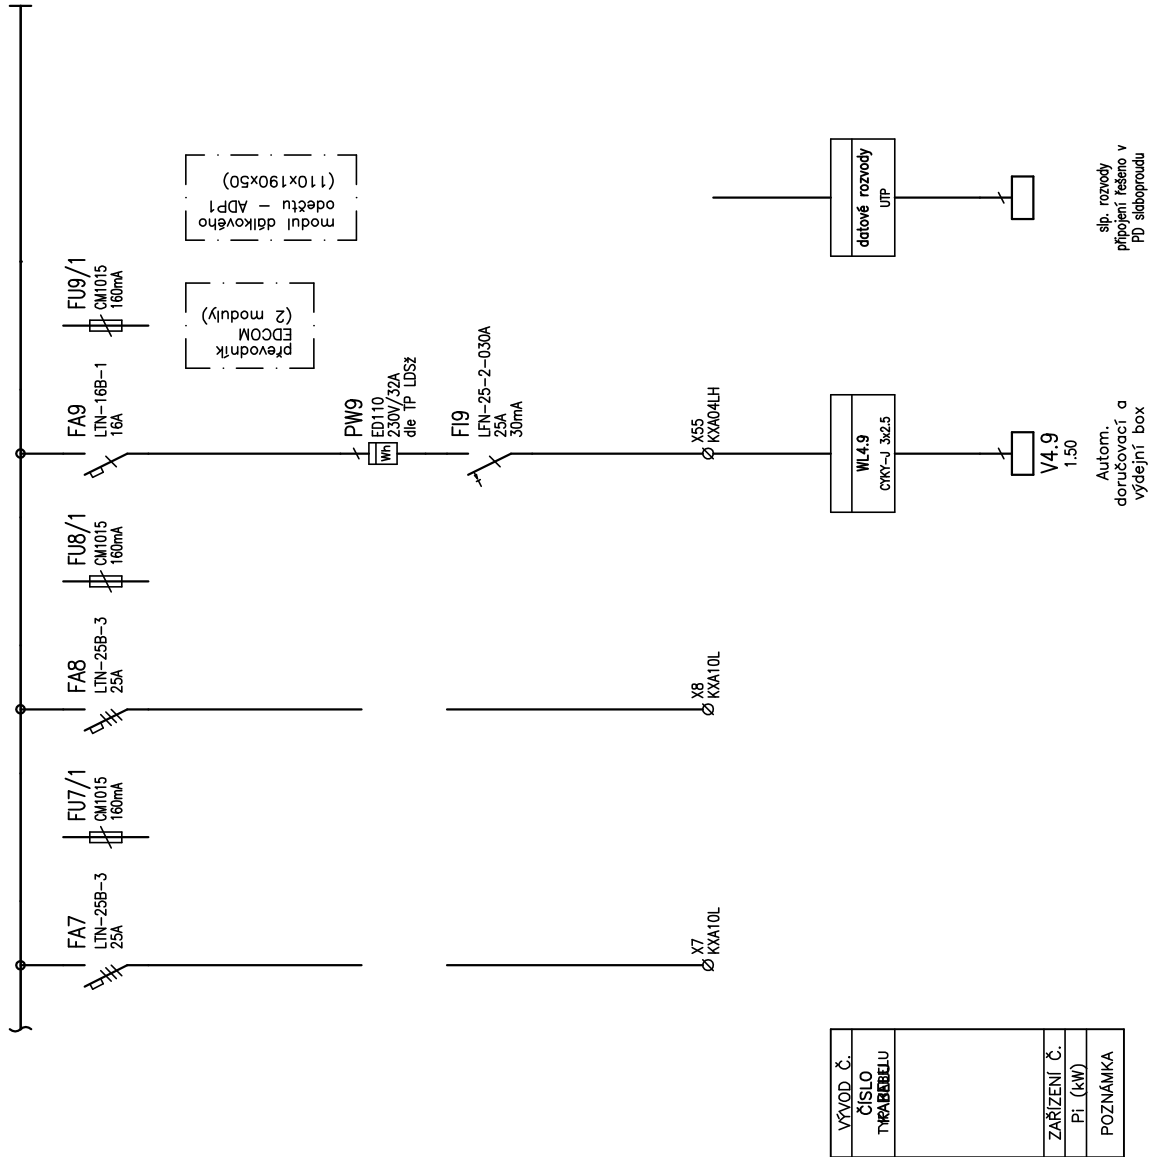 FA7
LTN-25B-3
25A
FU7/1
CM1015
160mA
FA8
LTN-25B-3
25A
FU8/1
CM1015
160mA
FA9
LTN-16B-1
16A
FU9/1
CM1015
160mA
převodník
EDCOM
(2 moduly)
modul dálkového
odečtu – ADP1
(110x190x50)
PW9
ED110
230V/32A
dle TP LDSž
Wh
FI9
LFN-25-2-030A
25A
30mA
X7
KXA10L
X8
KXA10L
X55
KXA04LH
VÝVOD Č.
ČÍSLO
ZAŘÍZENÍ Č.
Pi (kW)
POZNÁMKA
WL4.9
CYKY-J 3x2.5
V4.9
1.50
Autom.
doručovací a
výdejní box
datové rozvody
UTP
slp. rozvody
připojení řešeno v
PD slaboproudu